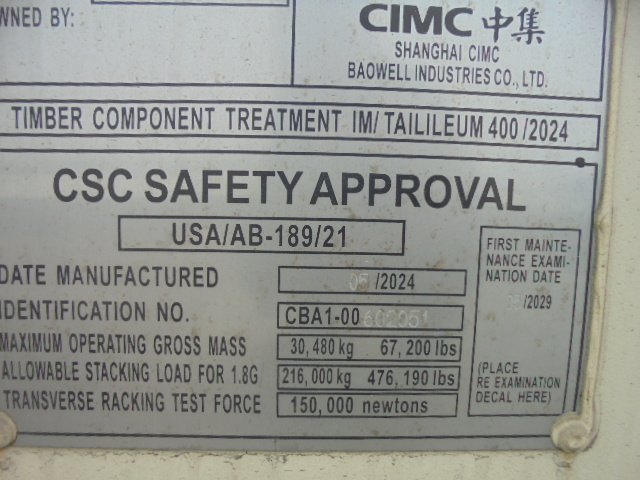 WNED BY:
CIMC 中集
SHANGHAI CIMC
BAOWELL INDUSTRIES CO., LTD.
TIMBER COMPONENT TREATMENT IM/ TAILILEUM 400 /2024
CSC SAFETY APPROVAL
USA/AB-189/21
DATE MANUFACTURED 05 /2024
IDENTIFICATION NO. CBA1-00602951
MAXIMUM OPERATING GROSS MASS 30,480 kg 67,200 lbs
ALLOWABLE STACKING LOAD FOR 1.8G 216,000 kg 476,190 lbs
TRANSVERSE RACKING TEST FORCE 150,000 newtons
FIRST MAINTE-
NANCE EXAMI-
NATION DATE
/2029
(PLACE
RE EXAMINATION
DECAL HERE)